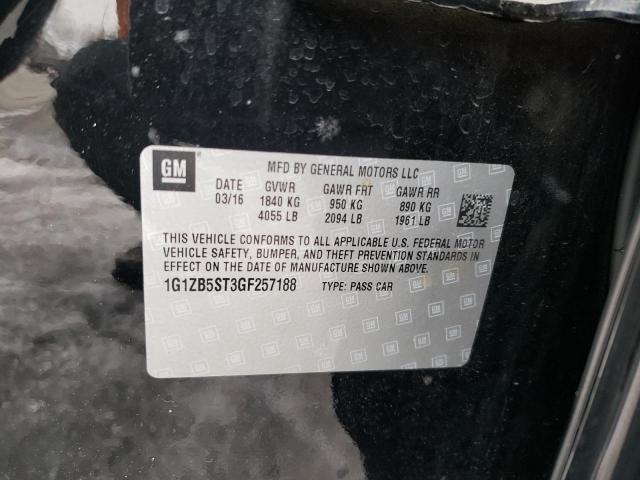 GM
MFD BY GENERAL MOTORS LLC
DATE GVWR GAWR FRT GAWR RR
03/16 1840 KG 950 KG 890 KG
4055 LB 2094 LB 1961 LB
THIS VEHICLE CONFORMS TO ALL APPLICABLE U.S. FEDERAL MOTOR
VEHICLE SAFETY, BUMPER, AND THEFT PREVENTION STANDARDS IN
EFFECT ON THE DATE OF MANUFACTURE SHOWN ABOVE.
1G1ZB5ST3GF257188 TYPE: PASS CAR